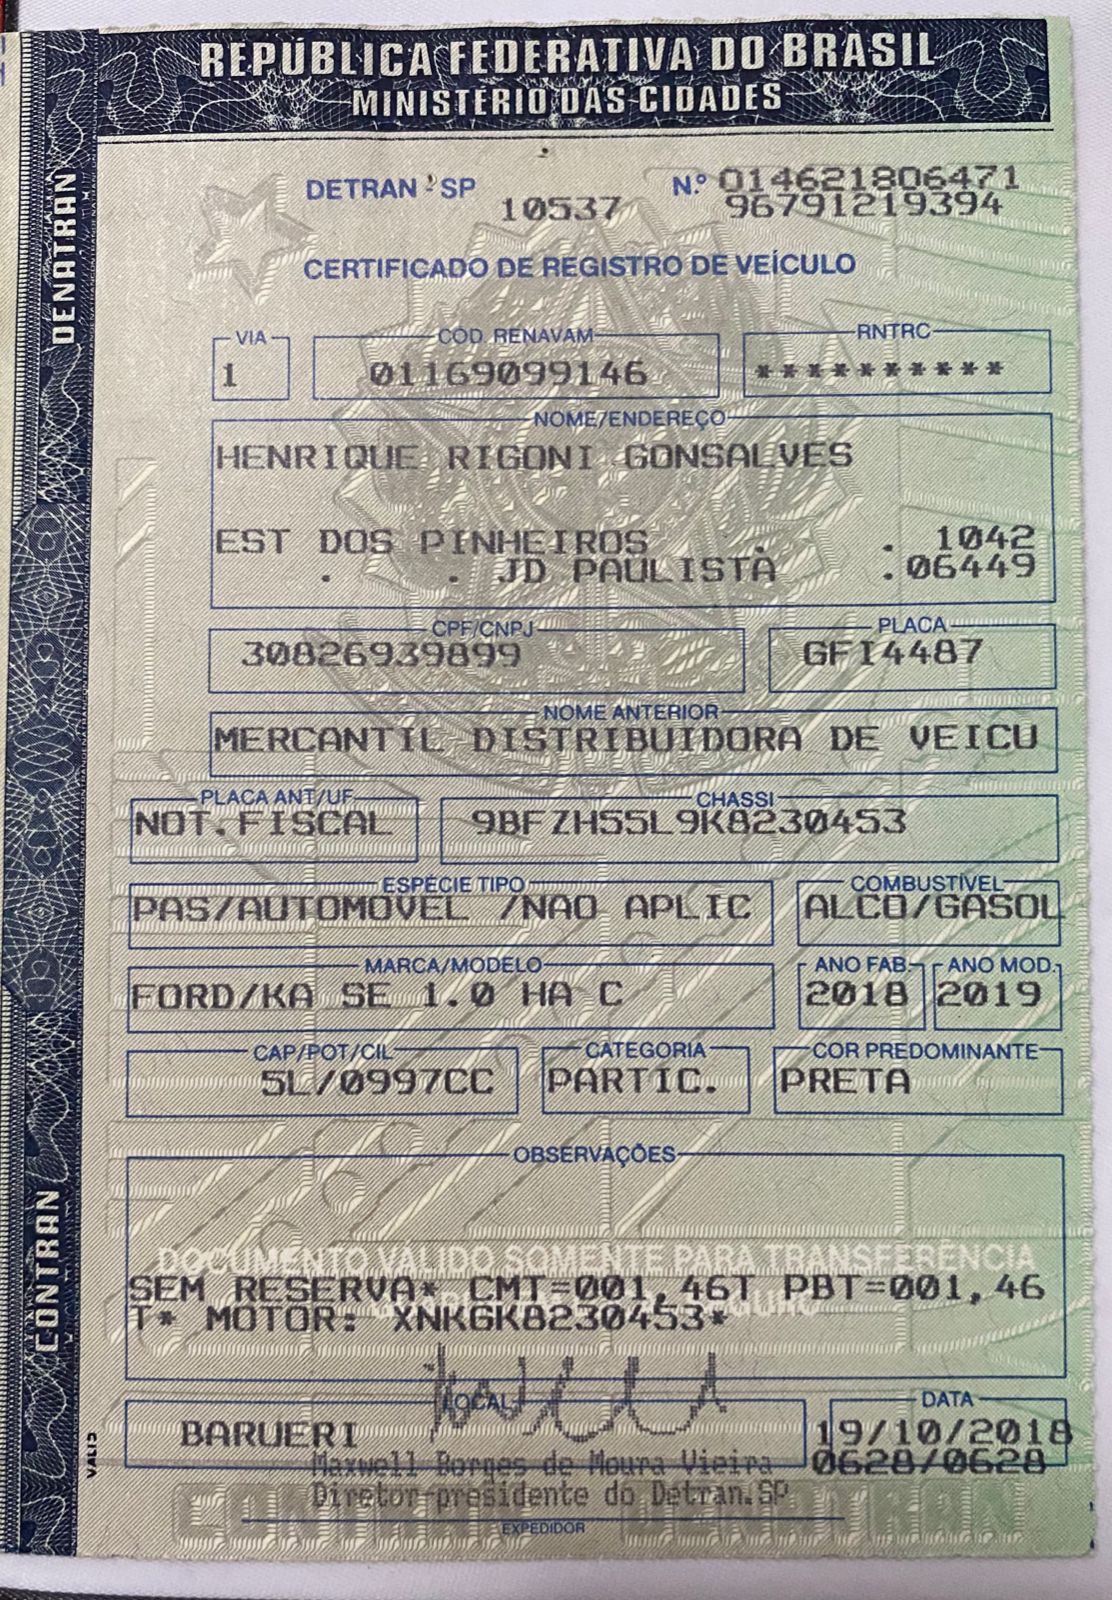 REPÚBLICA FEDERATIVA DO BRASIL
MINISTÉRIO DAS CIDADES
DENATRAN
CONTRAN
DETRAN - SP
10537
N.º 014621806471
96791219394
CERTIFICADO DE REGISTRO DE VEÍCULO
VIA
1
CÓD. RENAVAM
01169099146
RNTRC
**********
NOME/ENDEREÇO
HENRIQUE RIGONI GONSALVES
EST DOS PINHEIROS . . 1042
. . JD PAULISTA .06449
CPF/CNPJ
30826939899
PLACA
GFI4487
NOME ANTERIOR
MERCANTIL DISTRIBUIDORA DE VEICU
PLACA ANT/UF
NOT.FISCAL
CHASSI
9BFZH55L9K8230453
ESPÉCIE TIPO
PAS/AUTOMOVEL /NAO APLIC
COMBUSTÍVEL
ALCO/GASOL
MARCA/MODELO
FORD/KA SE 1.0 HA C
ANO FAB.
2018
ANO MOD.
2019
CAP/POT/CIL
5L/0997CC
CATEGORIA
PARTIC.
COR PREDOMINANTE
PRETA
OBSERVAÇÕES
DOCUMENTO VÁLIDO SOMENTE PARA TRANSFERÊNCIA
SEM RESERVA* CMT=001,46T PBT=001,46
T* MOTOR: XNKGK8230453*
LOCAL
BARUERI
DATA
19/10/2018
0628/0628
Maxwell Borges de Moura Vieira
Diretor-presidente do Detran.SP
EXPEDIDOR
CONTRAN DENATRAN